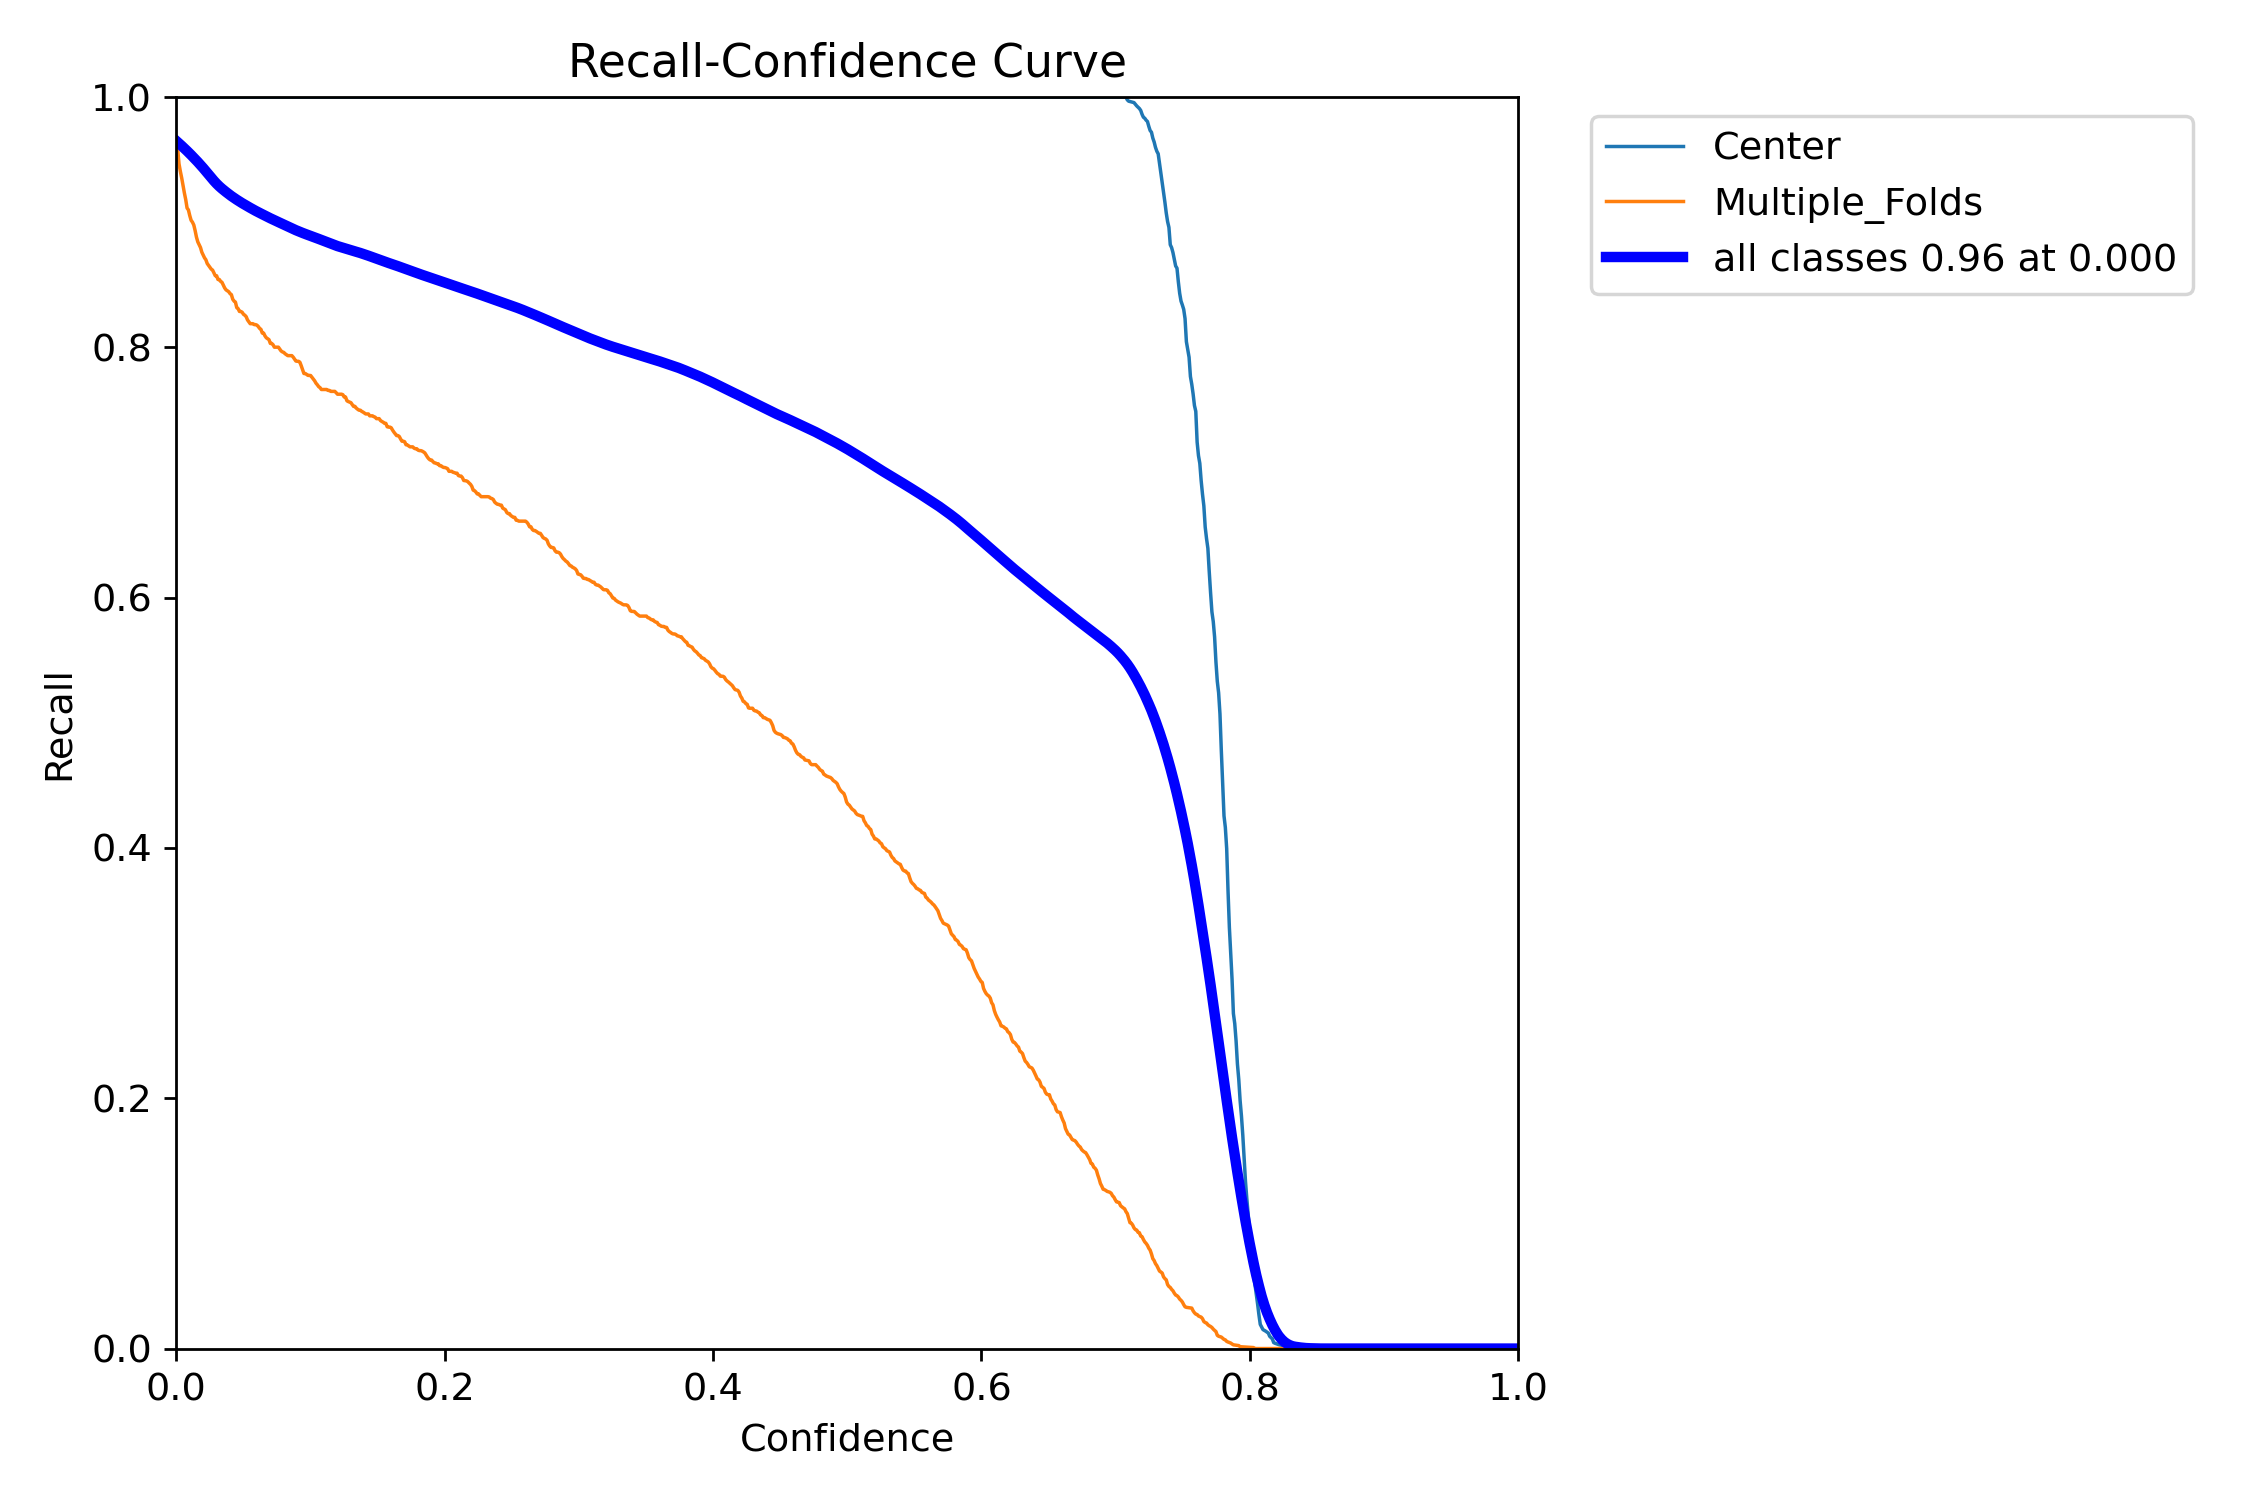 Recall-Confidence Curve
1.0
0.8
0.6
0.4
0.2
0.0
Recall
0.0 0.2 0.4 0.6 0.8 1.0
Confidence
Center
Multiple_Folds
all classes 0.96 at 0.000